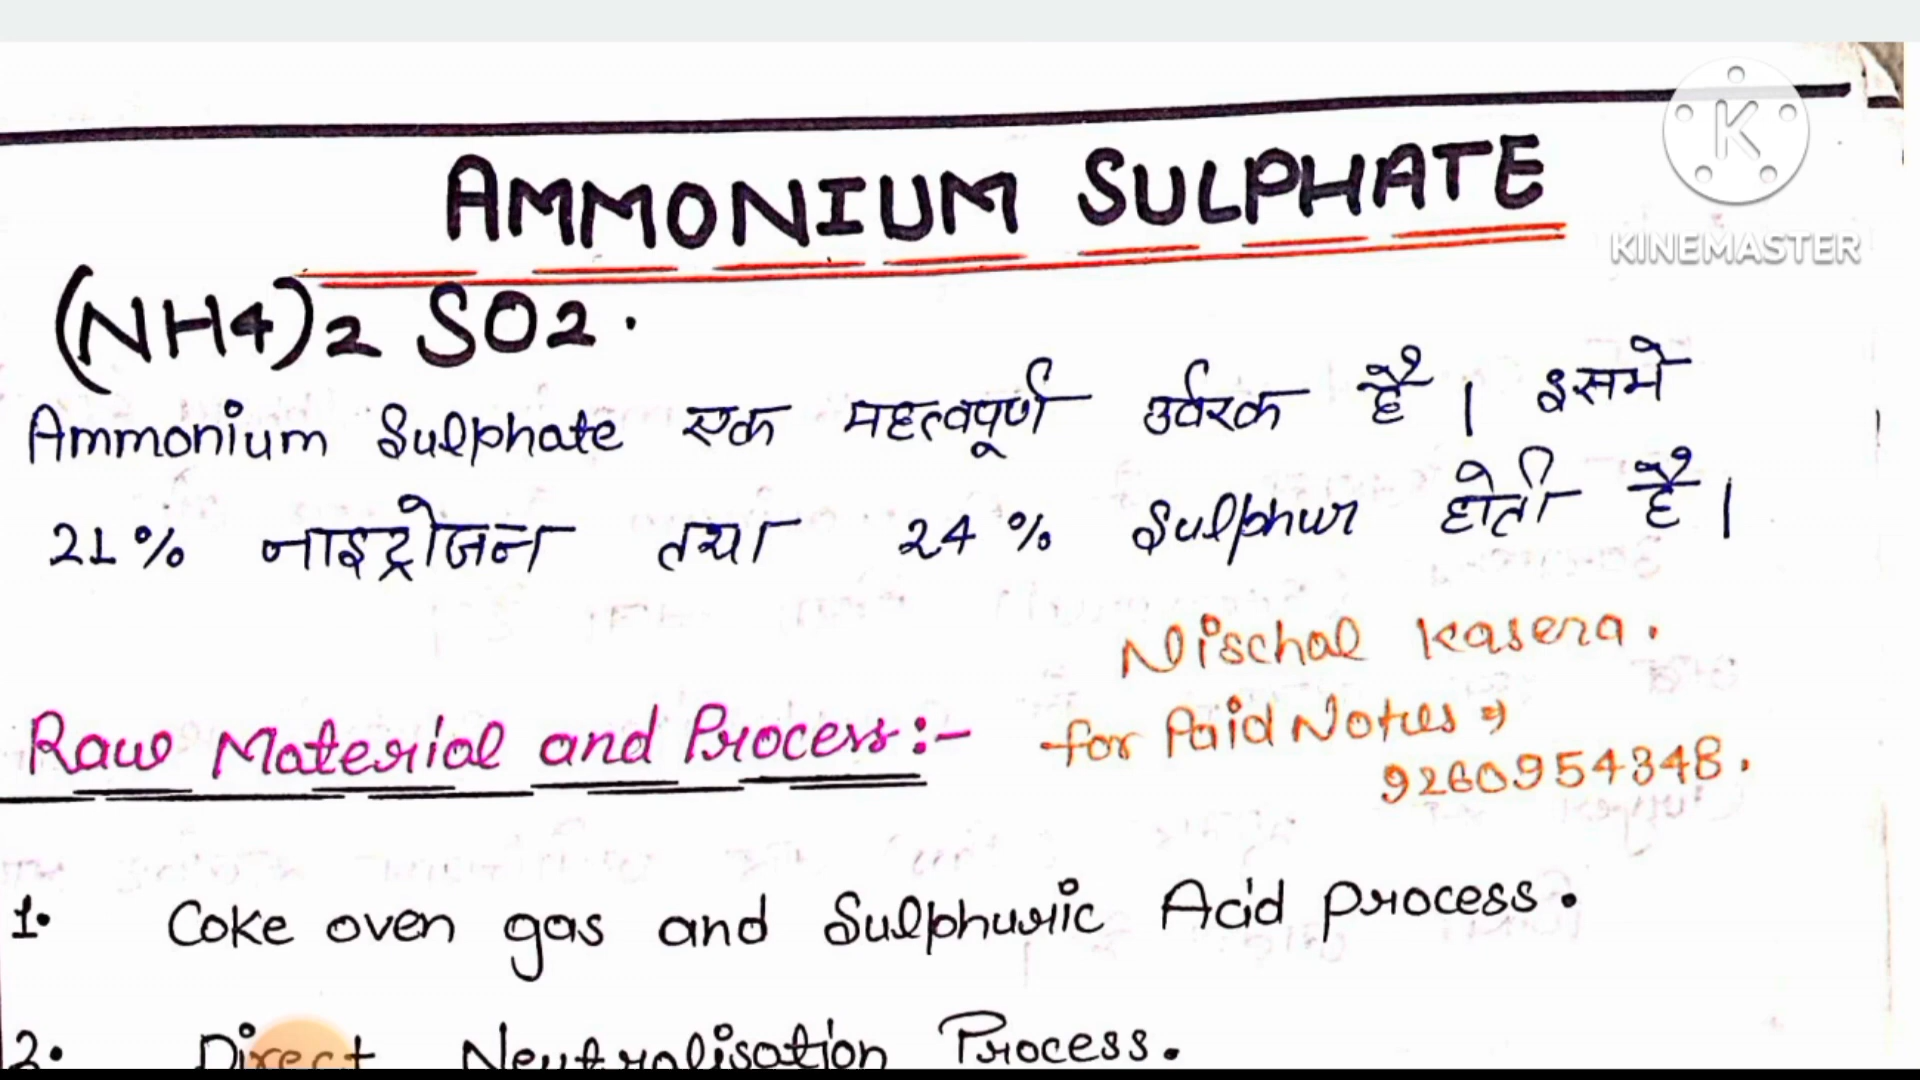 AMMONIUM SULPHATE
KINEMASTER
(NH4)2 SO2.
Ammonium Sulphate एक महत्वपूर्ण उर्वरक है। इसमे
21% नाइट्रोजन तथा 24% Sulphur होती है।
Nischal Kasera.
for Paid Notes ⇒
9260954348.
Raw Material and Process:-
1. Coke oven gas and Sulphuric Acid process.
2. Direct Neutralisation Process.